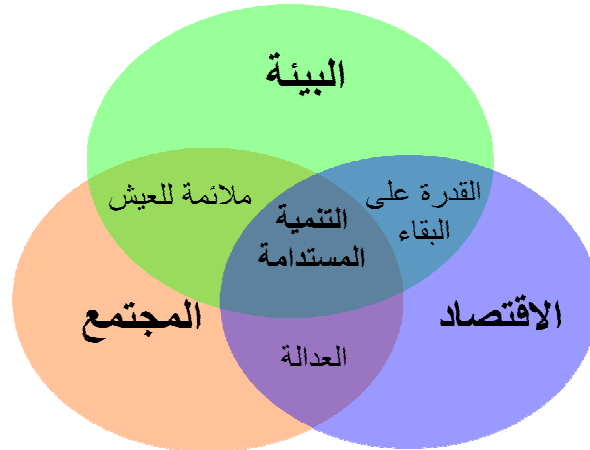 البيئة
القدرة على
البقاء
ملائمة للعيش
التنمية
المستدامة
الاقتصاد
المجتمع
العدالة